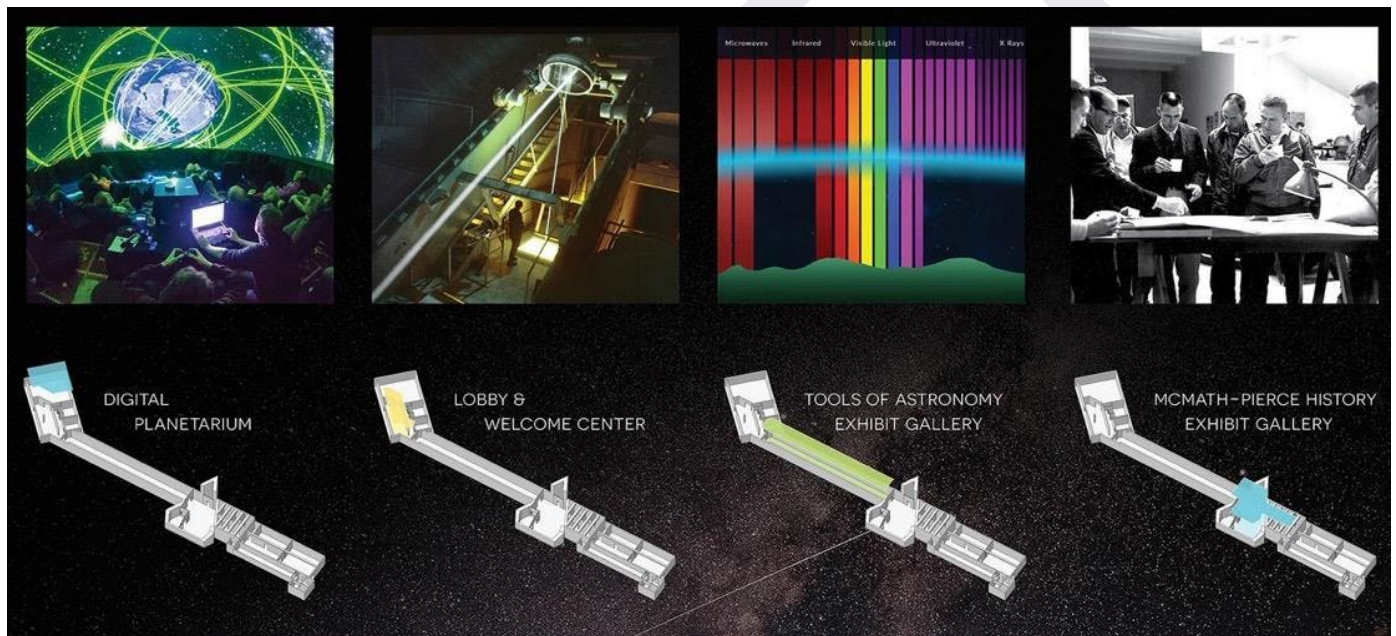 Microwaves Infrared Visible Light Ultraviolet X Rays
DIGITAL
PLANETARIUM
LOBBY &
WELCOME CENTER
TOOLS OF ASTRONOMY
EXHIBIT GALLERY
MCMATH-PIERCE HISTORY
EXHIBIT GALLERY